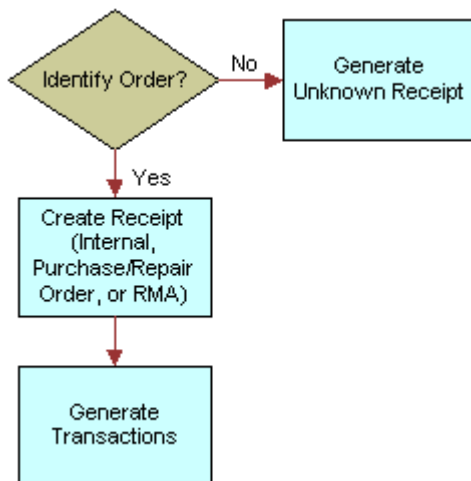 Identify Order?
No
Generate
Unknown Receipt
Yes
Create Receipt
(Internal,
Purchase/Repair
Order, or RMA)
Generate
Transactions